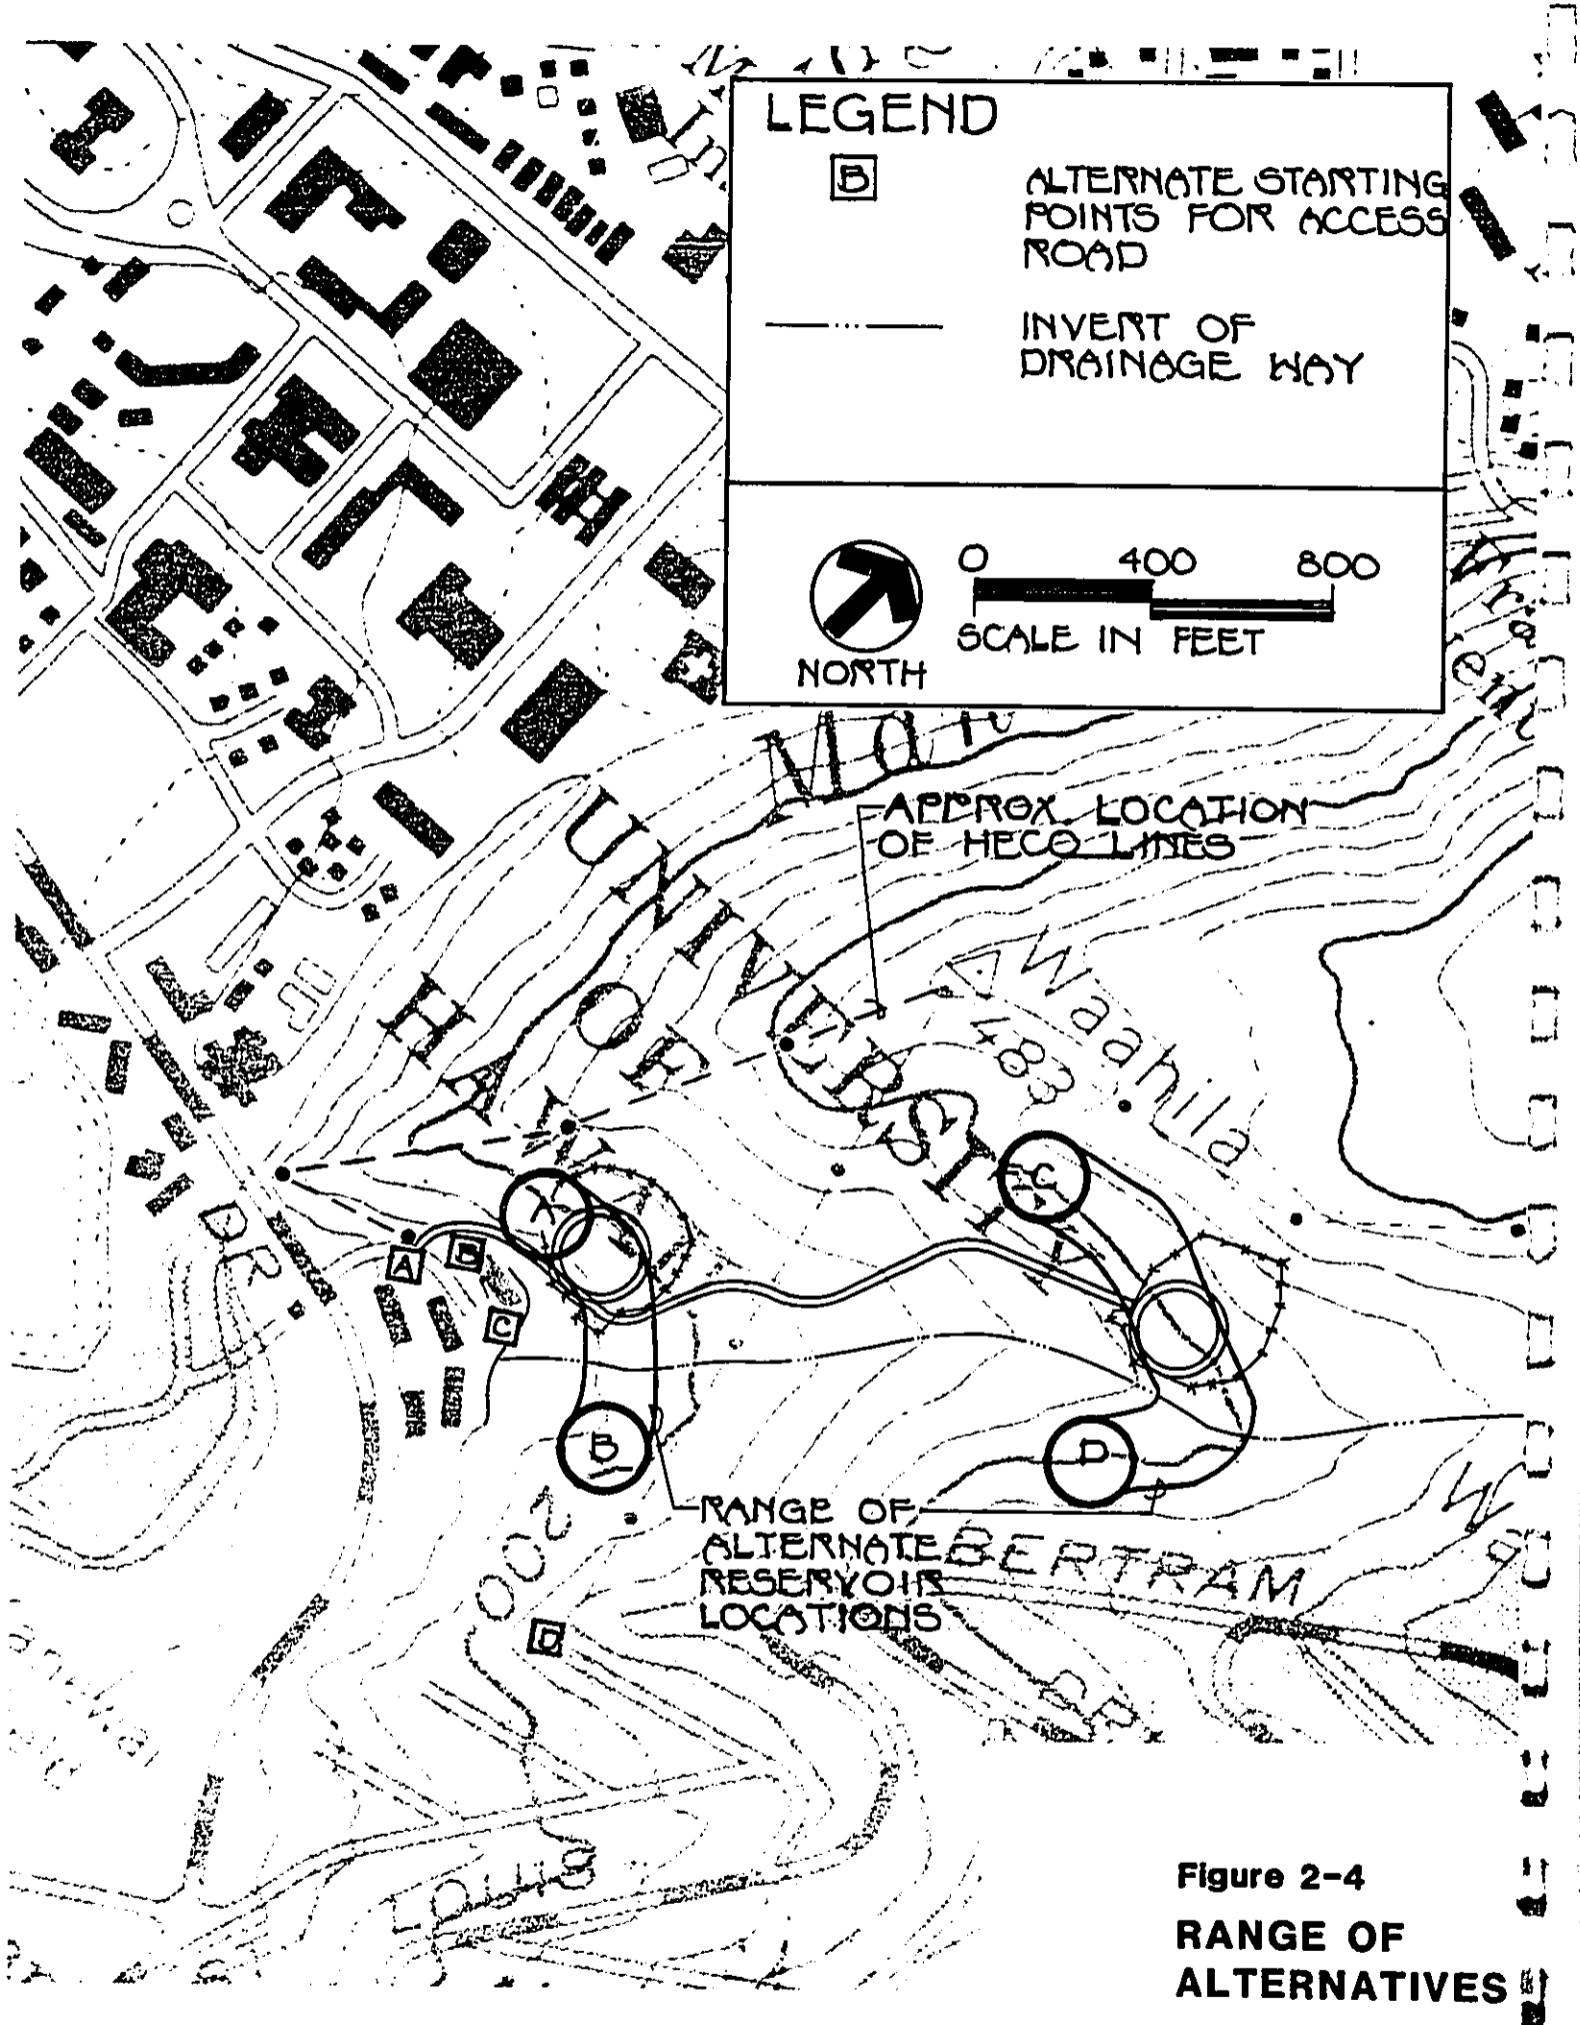 LEGEND
B
ALTERNATE STARTING
POINTS FOR ACCESS
ROAD
INVERT OF
DRAINAGE WAY
0 400 800
SCALE IN FEET
NORTH
APPROX. LOCATION
OF HECO LINES
UNIVERSITY
OF
HAWAII
Waahila
483
DR
A
B
C
D
A
B
C
D
200
RANGE OF
ALTERNATE
RESERVOIR
LOCATIONS
BERTRAM
Figure 2-4
RANGE OF
ALTERNATIVES